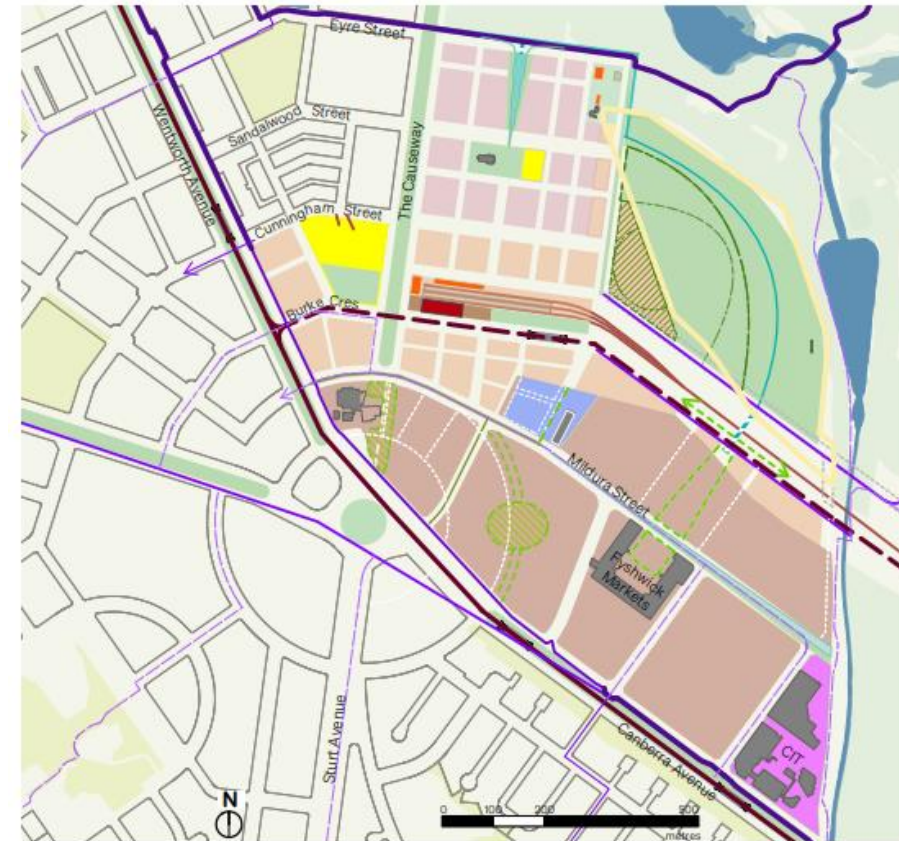 Eyre Street
Sandalwood Street
Wentworth Avenue
The Causeway
Cunningham Street
Burke Cres
Mildura Street
Fyshwick
Markets
Sturt Avenue
Canberra Avenue
CIT
N
0 100 200 500
metres